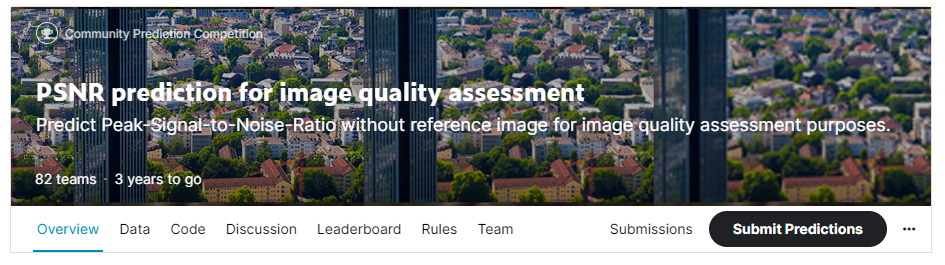 Community Prediction Competition
PSNR prediction for image quality assessment
Predict Peak-Signal-to-Noise-Ratio without reference image for image quality assessment purposes.
82 teams · 3 years to go
Overview Data Code Discussion Leaderboard Rules Team Submissions Submit Predictions